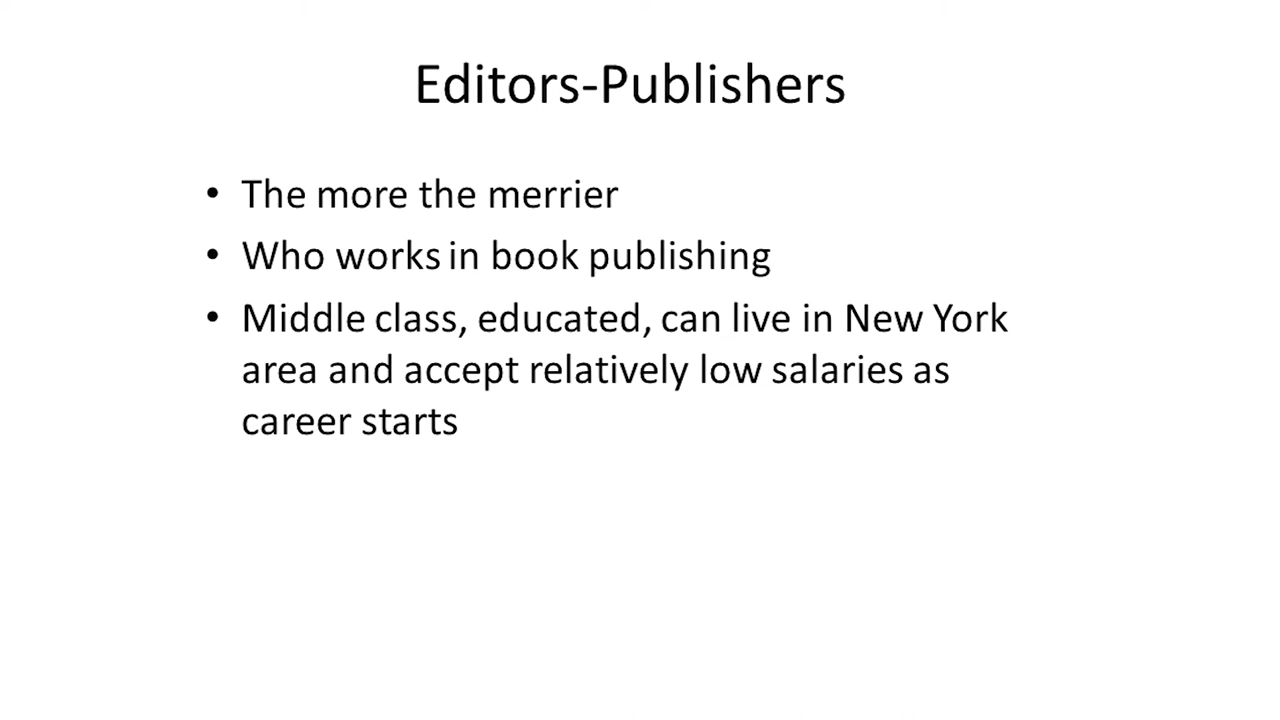 Editors-Publishers
• The more the merrier
• Who works in book publishing
• Middle class, educated, can live in New York
area and accept relatively low salaries as
career starts